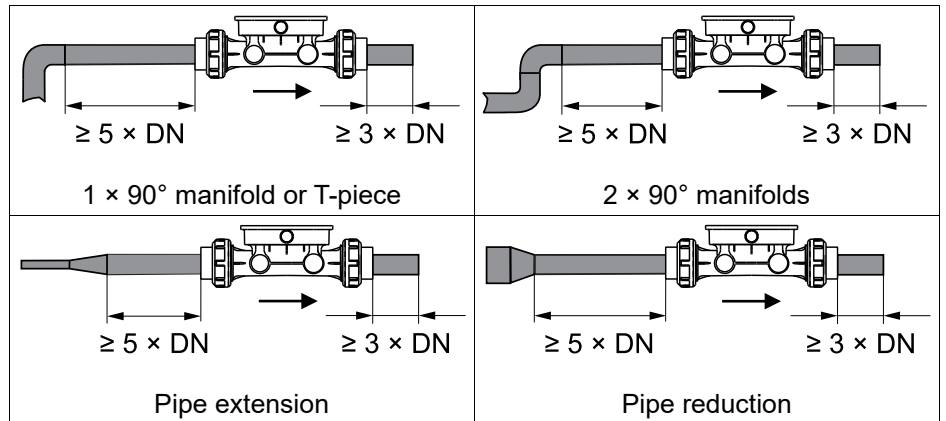 ≥ 5 × DN
≥ 3 × DN
1 × 90° manifold or T-piece
≥ 5 × DN
≥ 3 × DN
2 × 90° manifolds
≥ 5 × DN
≥ 3 × DN
Pipe extension
≥ 5 × DN
≥ 3 × DN
Pipe reduction